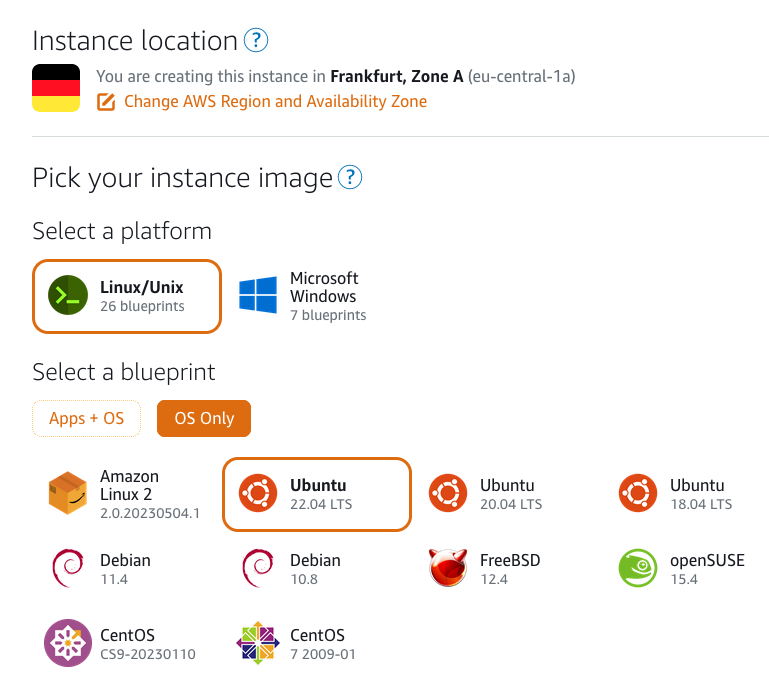 Instance location ?
You are creating this instance in Frankfurt, Zone A (eu-central-1a)
Change AWS Region and Availability Zone
Pick your instance image ?
Select a platform
Linux/Unix
26 blueprints
Microsoft
Windows
7 blueprints
Select a blueprint
Apps + OS
OS Only
Amazon
Linux 2
2.0.20230504.1
Ubuntu
22.04 LTS
Ubuntu
20.04 LTS
Ubuntu
18.04 LTS
Debian
11.4
Debian
10.8
FreeBSD
12.4
openSUSE
15.4
CentOS
CS9-20230110
CentOS
7 2009-01